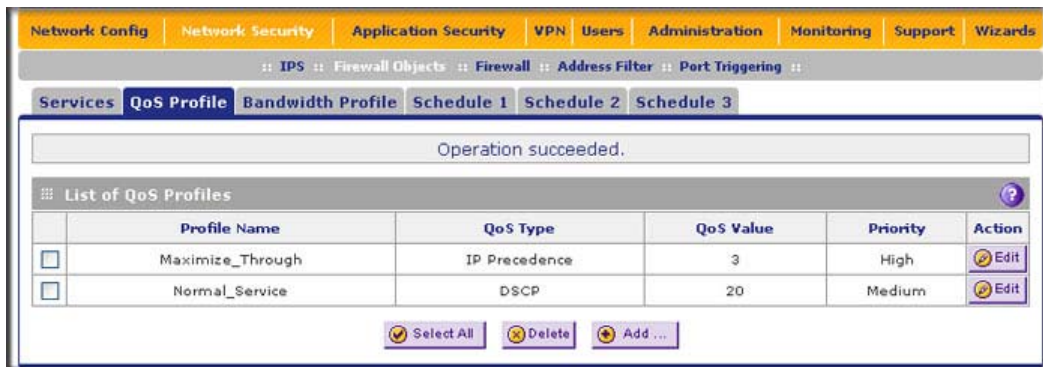 Network Config Network Security Application Security VPN Users Administration Monitoring Support Wizards
:: IPS :: Firewall Objects :: Firewall :: Address Filter :: Port Triggering ::
Services QoS Profile Bandwidth Profile Schedule 1 Schedule 2 Schedule 3
Operation succeeded.
List of QoS Profiles ?
Profile Name QoS Type QoS Value Priority Action
Maximize_Through IP Precedence 3 High Edit
Normal_Service DSCP 20 Medium Edit
Select All Delete Add ...